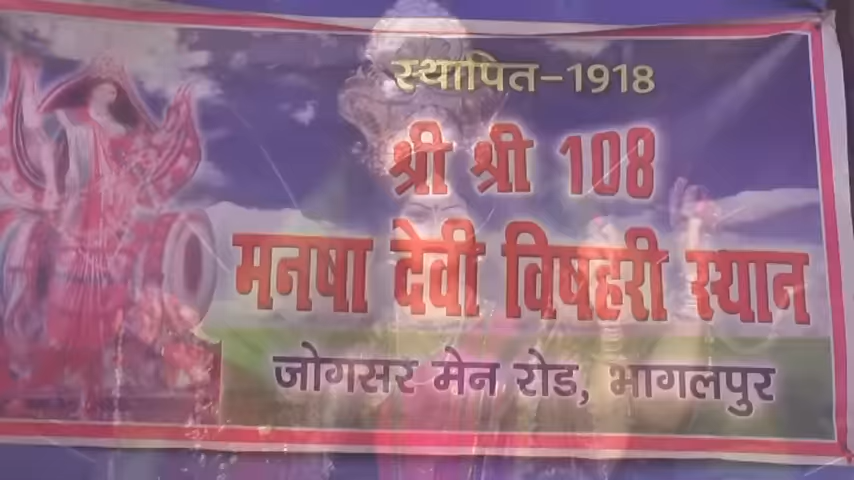 स्थापित-1918
श्री श्री 108
मनषा देवी विषहरी स्थान
जोगसर मेन रोड, भागलपुर